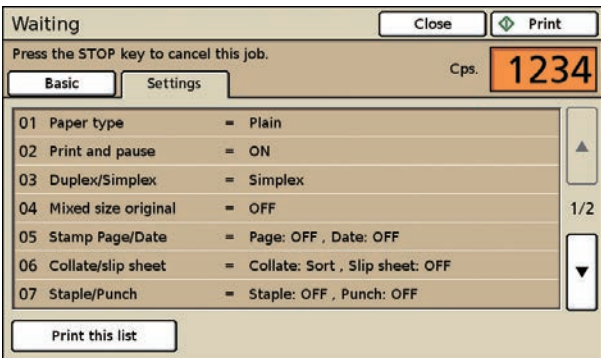 Waiting
Close
Print
Press the STOP key to cancel this job.
Cps.
1234
Basic
Settings
01 Paper type = Plain
02 Print and pause = ON
03 Duplex/Simplex = Simplex
04 Mixed size original = OFF
1/2
05 Stamp Page/Date = Page: OFF , Date: OFF
06 Collate/slip sheet = Collate: Sort , Slip sheet: OFF
07 Staple/Punch = Staple: OFF , Punch: OFF
Print this list